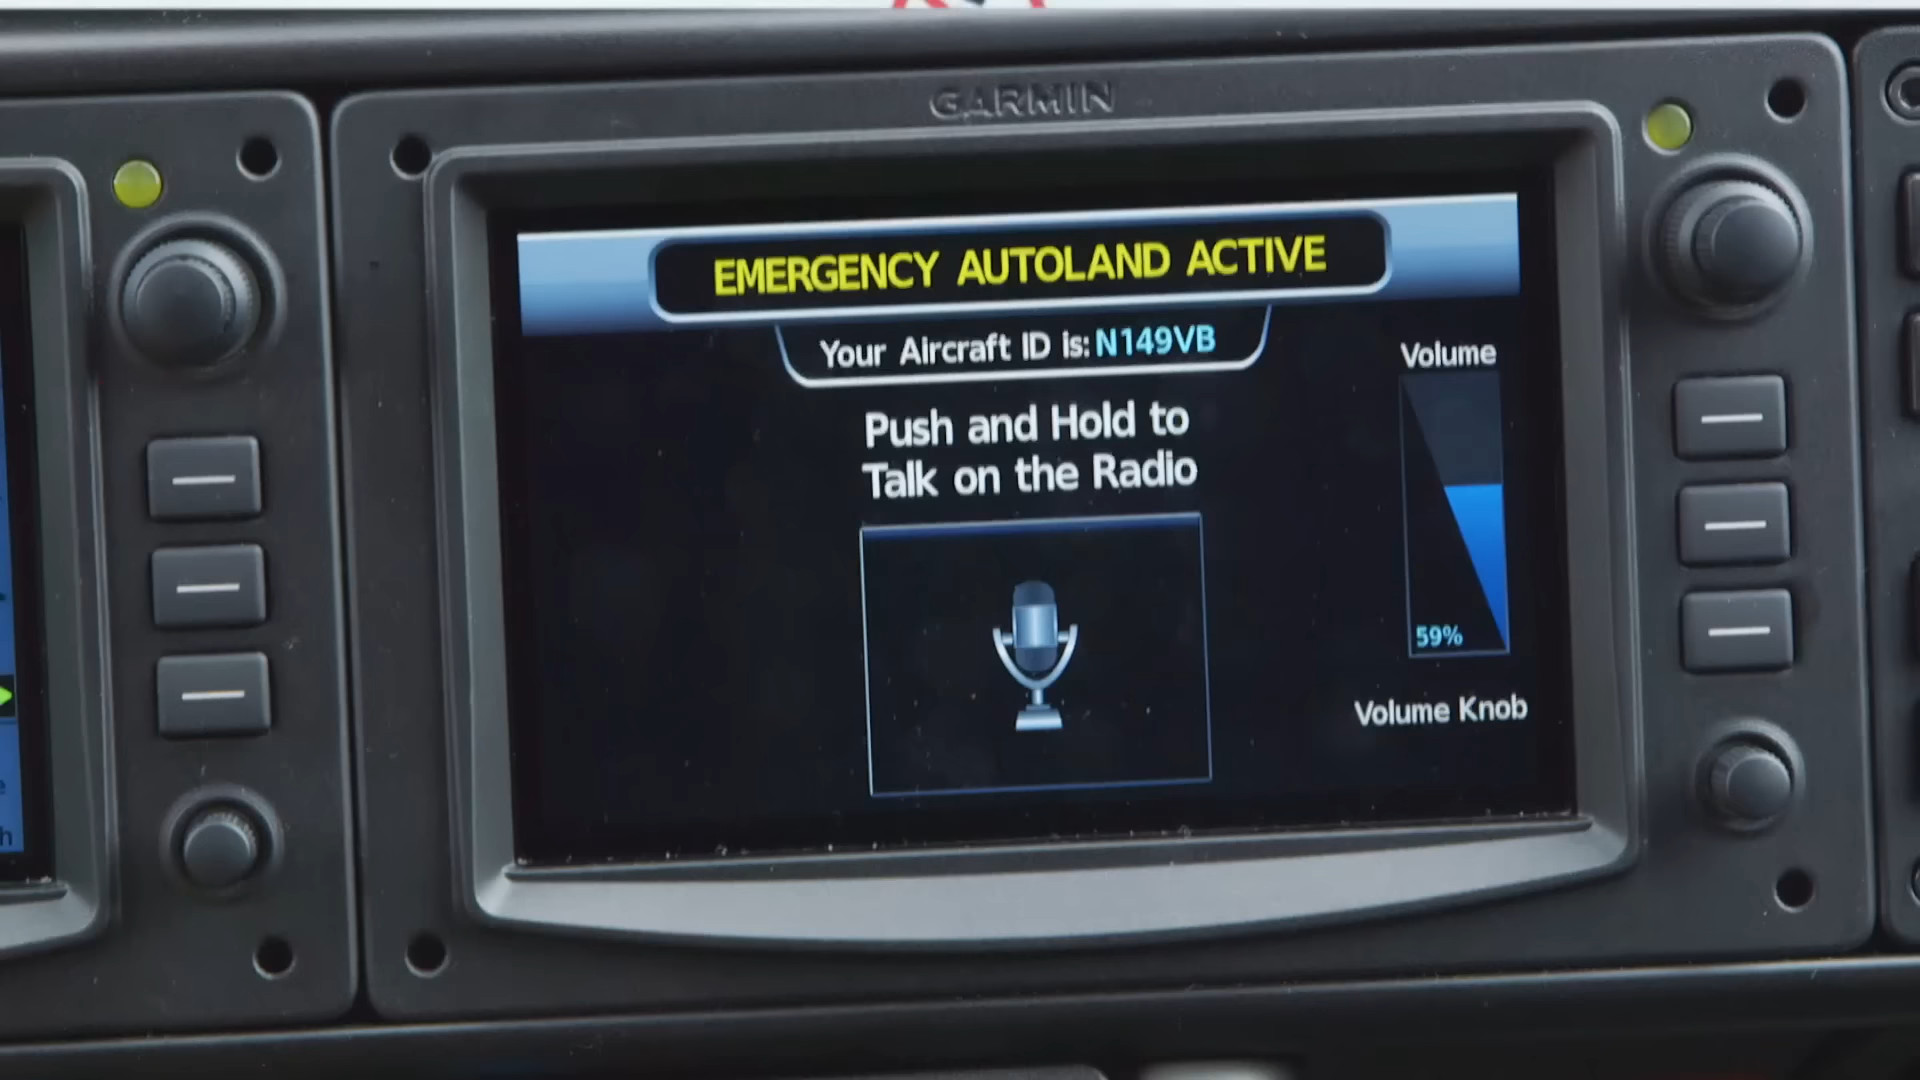 GARMIN
EMERGENCY AUTOLAND ACTIVE
Your Aircraft ID is: N149VB
Push and Hold to
Talk on the Radio
Volume
59%
Volume Knob